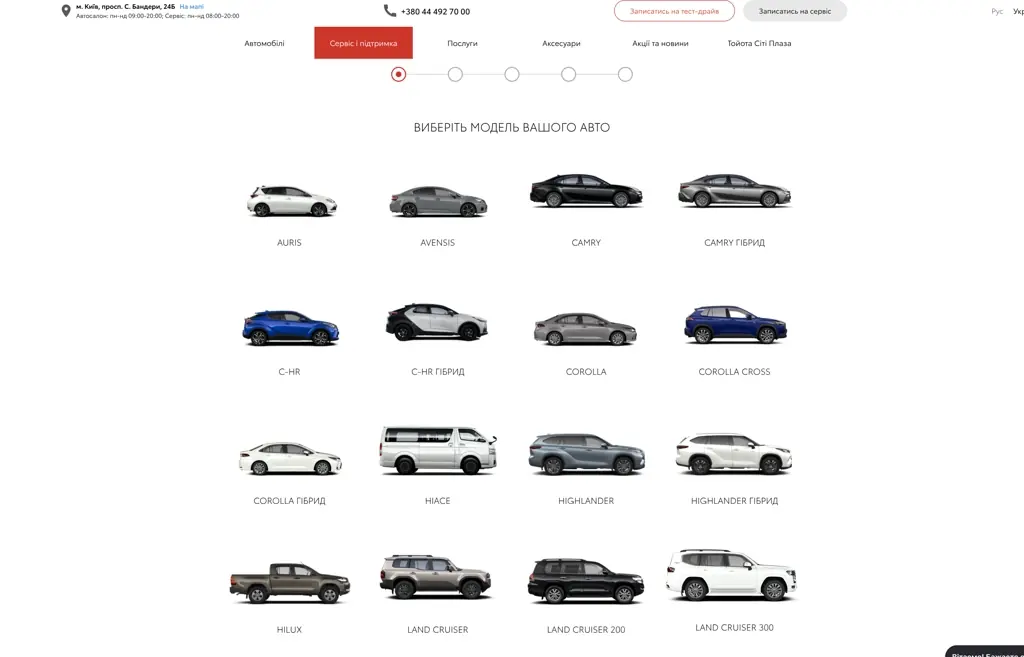 м. Київ, просп. С. Бандери, 24Б На мапі
Автосалон: пн-нд 09:00-20:00; Сервіс: пн-нд 08:00-20:00
+380 44 492 70 00
Записатись на тест-драйв
Записатись на сервіс
Рус Укр
Автомобілі Сервіс і підтримка Послуги Аксесуари Акції та новини Тойота Сіті Плаза
ВИБЕРІТЬ МОДЕЛЬ ВАШОГО АВТО
AURIS AVENSIS CAMRY CAMRY ГІБРИД
C-HR C-HR ГІБРИД COROLLA COROLLA CROSS
COROLLA ГІБРИД HIACE HIGHLANDER HIGHLANDER ГІБРИД
HILUX LAND CRUISER LAND CRUISER 200 LAND CRUISER 300